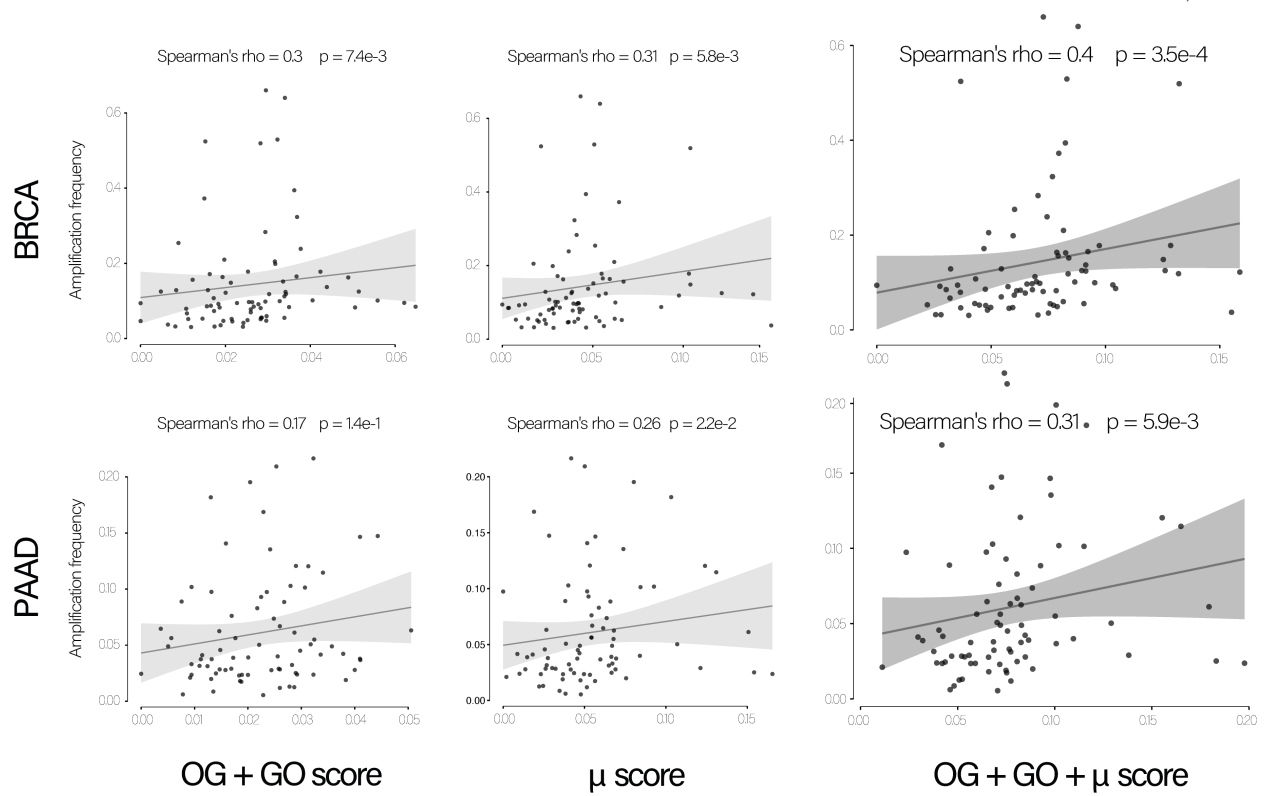 Spearman's rho = 0.3 p = 7.4e-3
Spearman's rho = 0.31 p = 5.8e-3
Spearman's rho = 0.4 p = 3.5e-4
BRCA
Amplification frequency
0.6
0.4
0.2
0.0
0.00 0.02 0.04 0.06
0.6
0.4
0.2
0.0
0.00 0.05 0.10 0.15
0.6
0.4
0.2
0.0
0.00 0.05 0.10 0.15
Spearman's rho = 0.17 p = 1.4e-1
Spearman's rho = 0.26 p = 2.2e-2
Spearman's rho = 0.31 p = 5.9e-3
PAAD
Amplification frequency
0.20
0.15
0.10
0.05
0.00
0.00 0.01 0.02 0.03 0.04 0.05
0.20
0.15
0.10
0.05
0.00
0.00 0.05 0.10 0.15
0.20
0.15
0.10
0.05
0.00
0.00 0.05 0.10 0.15 0.20
OG + GO score
μ score
OG + GO + μ score